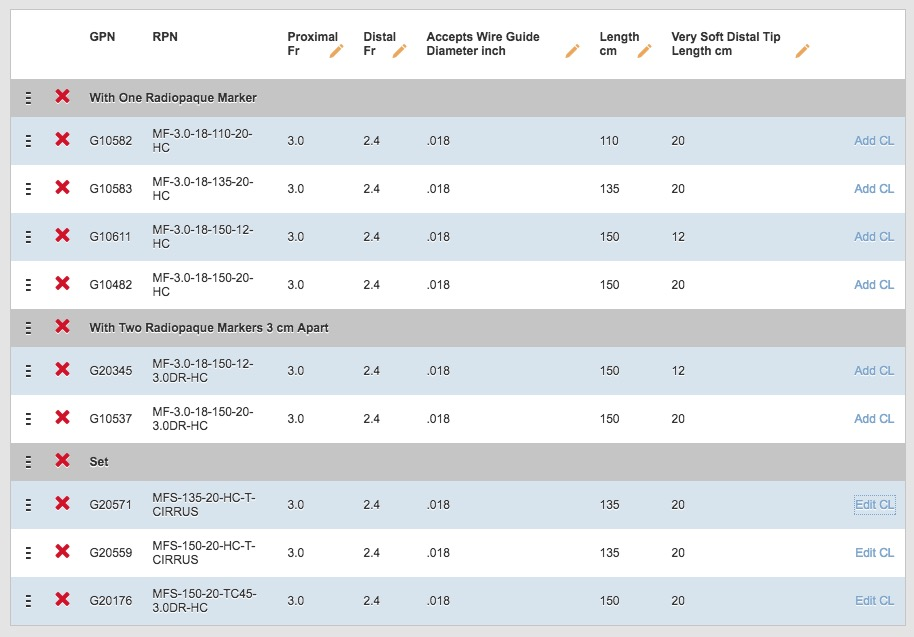 GPN RPN Proximal Fr Distal Fr Accepts Wire Guide Diameter inch Length cm Very Soft Distal Tip Length cm
With One Radiopaque Marker
G10582 MF-3.0-18-110-20-HC 3.0 2.4 .018 110 20 Add CL
G10583 MF-3.0-18-135-20-HC 3.0 2.4 .018 135 20 Add CL
G10611 MF-3.0-18-150-12-HC 3.0 2.4 .018 150 12 Add CL
G10482 MF-3.0-18-150-20-HC 3.0 2.4 .018 150 20 Add CL
With Two Radiopaque Markers 3 cm Apart
G20345 MF-3.0-18-150-12-3.0DR-HC 3.0 2.4 .018 150 12 Add CL
G10537 MF-3.0-18-150-20-3.0DR-HC 3.0 2.4 .018 150 20 Add CL
Set
G20571 MFS-135-20-HC-T-CIRRUS 3.0 2.4 .018 135 20 Edit CL
G20559 MFS-150-20-HC-T-CIRRUS 3.0 2.4 .018 135 20 Edit CL
G20176 MFS-150-20-TC45-3.0DR-HC 3.0 2.4 .018 150 20 Edit CL